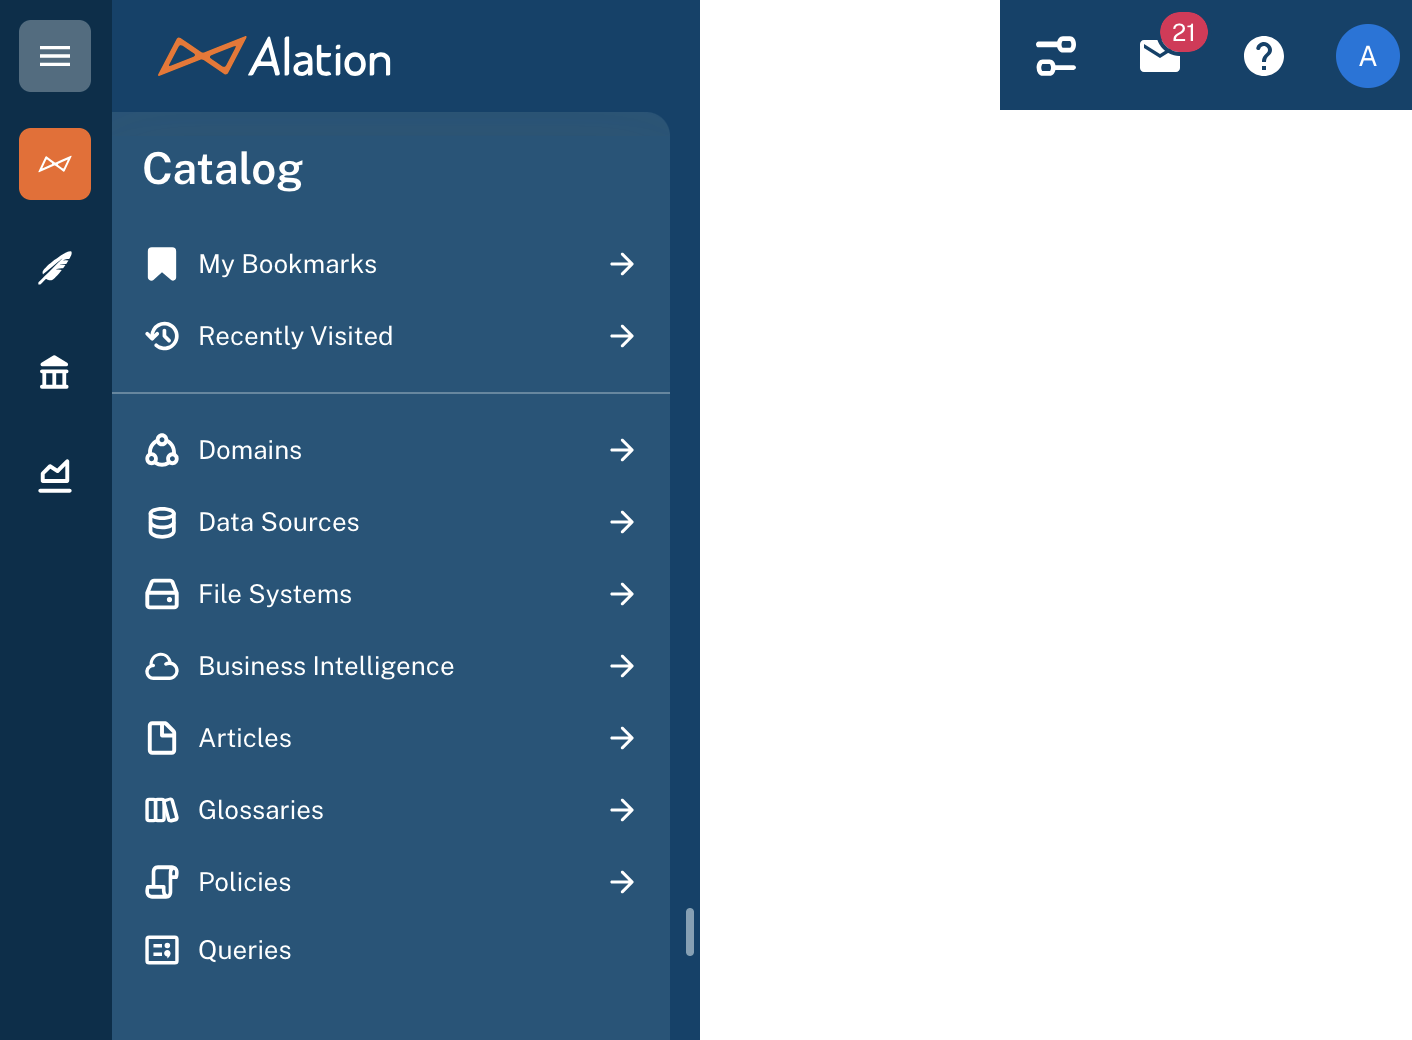 Alation
21
A
Catalog
My Bookmarks
Recently Visited
Domains
Data Sources
File Systems
Business Intelligence
Articles
Glossaries
Policies
Queries